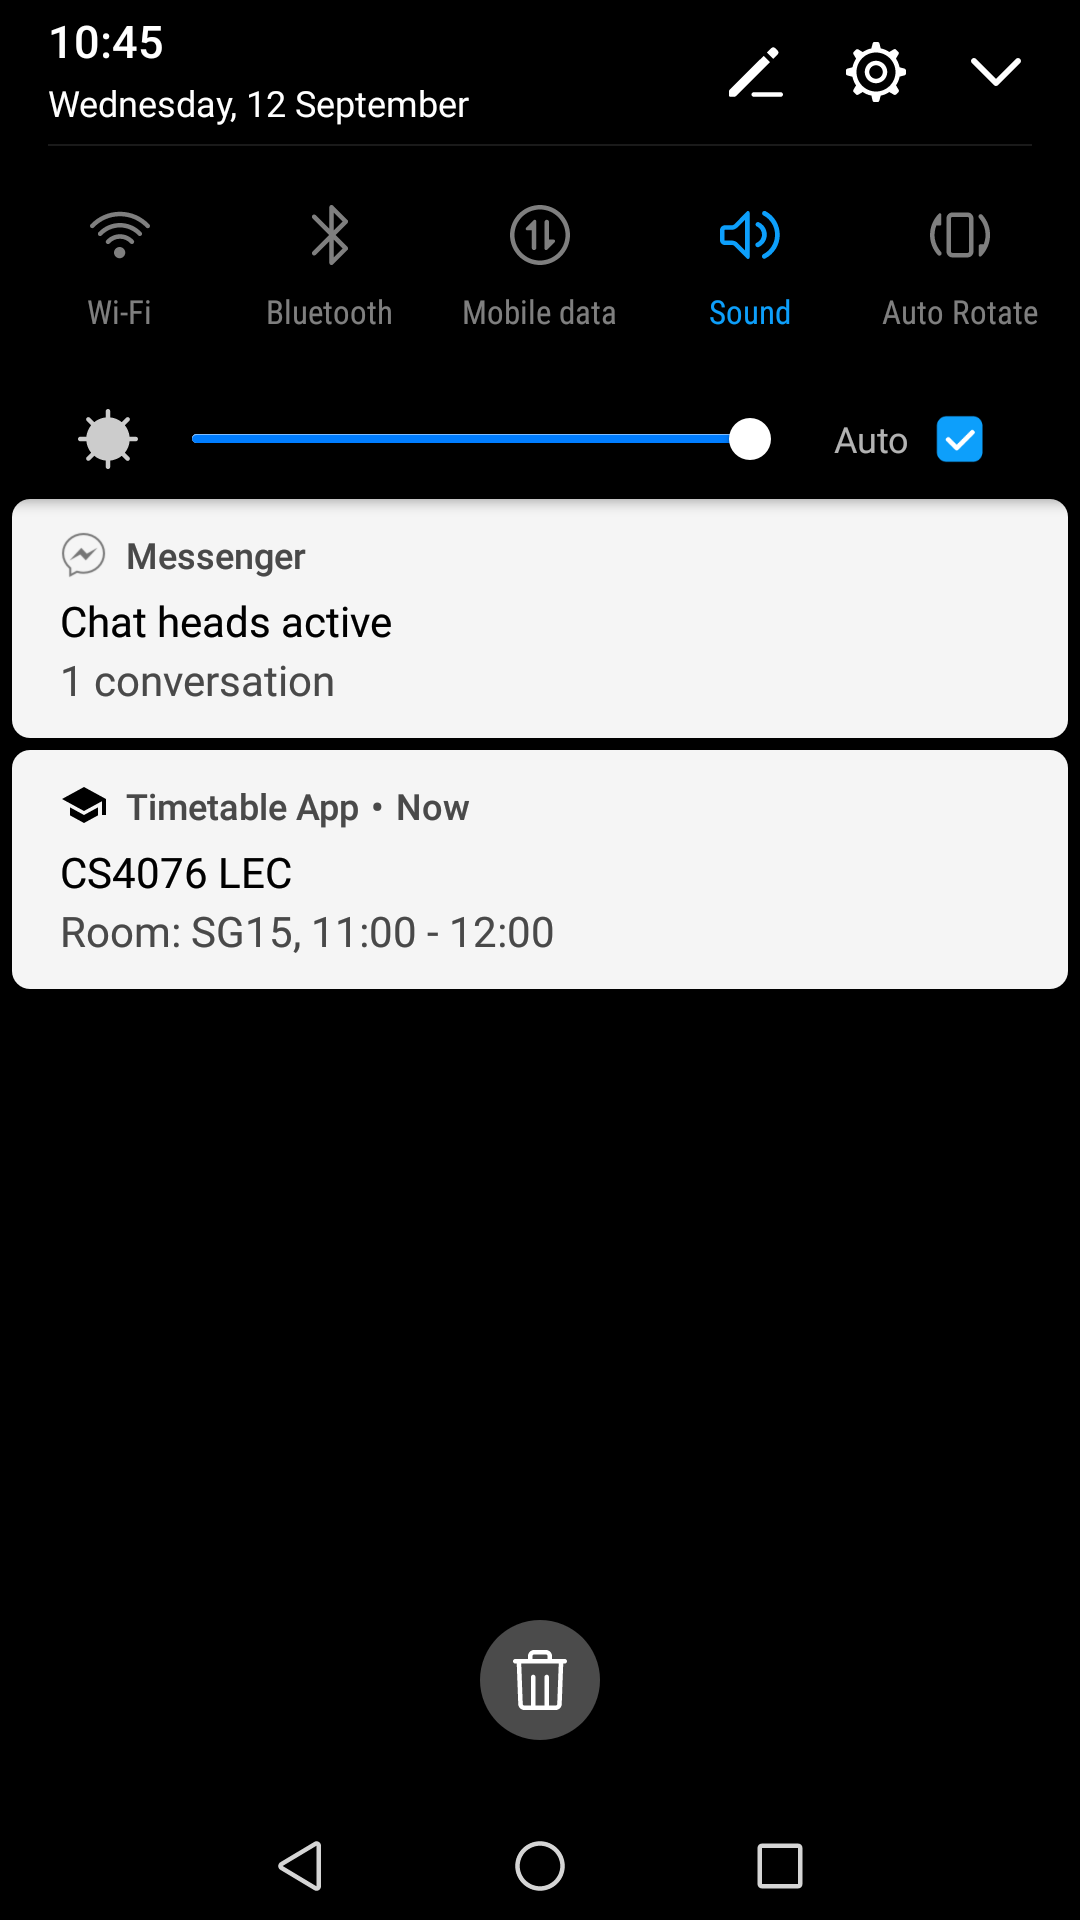 10:45
Wednesday, 12 September
Wi-Fi Bluetooth Mobile data Sound Auto Rotate
Auto
Messenger
Chat heads active
1 conversation
Timetable App • Now
CS4076 LEC
Room: SG15, 11:00 - 12:00